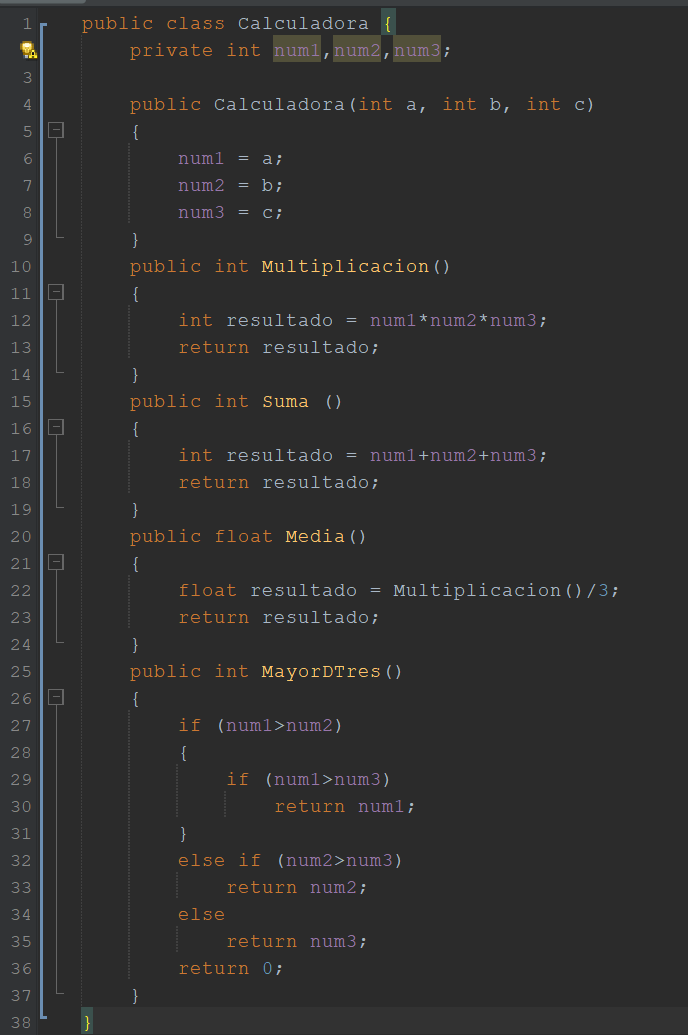 1 public class Calculadora {
private int num1,num2,num3;
3
4 public Calculadora(int a, int b, int c)
5 {
6 num1 = a;
7 num2 = b;
8 num3 = c;
9 }
10 public int Multiplicacion()
11 {
12 int resultado = num1*num2*num3;
13 return resultado;
14 }
15 public int Suma ()
16 {
17 int resultado = num1+num2+num3;
18 return resultado;
19 }
20 public float Media()
21 {
22 float resultado = Multiplicacion()/3;
23 return resultado;
24 }
25 public int MayorDTres()
26 {
27 if (num1>num2)
28 {
29 if (num1>num3)
30 return num1;
31 }
32 else if (num2>num3)
33 return num2;
34 else
35 return num3;
36 return 0;
37 }
38 }